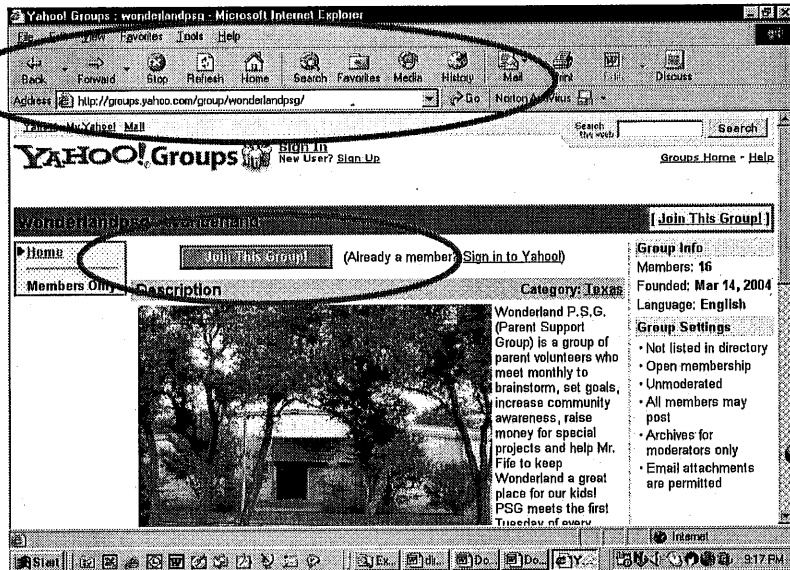 Yahoo! Groups : wonderlandpsg - Microsoft Internet Explorer
File Edit View Favorites Tools Help
Back Forward Stop Refresh Home Search Favorites Media History Mail Print Edit Discuss
Address http://groups.yahoo.com/group/wonderlandpsg/ Go Norton AntiVirus
Yahoo! My Yahoo! Mail
Search the web Search
YAHOO! Groups Sign In
New User? Sign Up
Groups Home - Help
wonderlandpsg · wonderland [ Join This Group! ]
Home
Members Only
Join This Group! (Already a member? Sign in to Yahoo!)
Description Category: Texas
Wonderland P.S.G.
(Parent Support
Group) is a group of
parent volunteers who
meet monthly to
brainstorm, set goals,
increase community
awareness, raise
money for special
projects and help Mr.
Fife to keep
Wonderland a great
place for our kids!
PSG meets the first
Tuesday of every
Group Info
Members: 16
Founded: Mar 14, 2004
Language: English
Group Settings
· Not listed in directory
· Open membership
· Unmoderated
· All members may
post
· Archives for
moderators only
· Email attachments
are permitted
Internet
Start Ex... di... Do... Do... Y... 9:17 PM